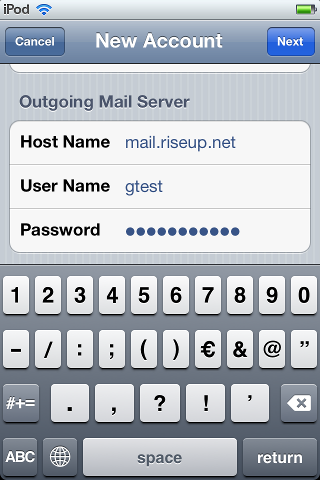 iPod
Cancel New Account Next
Outgoing Mail Server
Host Name mail.riseup.net
User Name gtest
Password ●●●●●●●●●●●
1 2 3 4 5 6 7 8 9 0
- / : ; ( ) € & @ ”
#+= . , ? ! ’
ABC space return